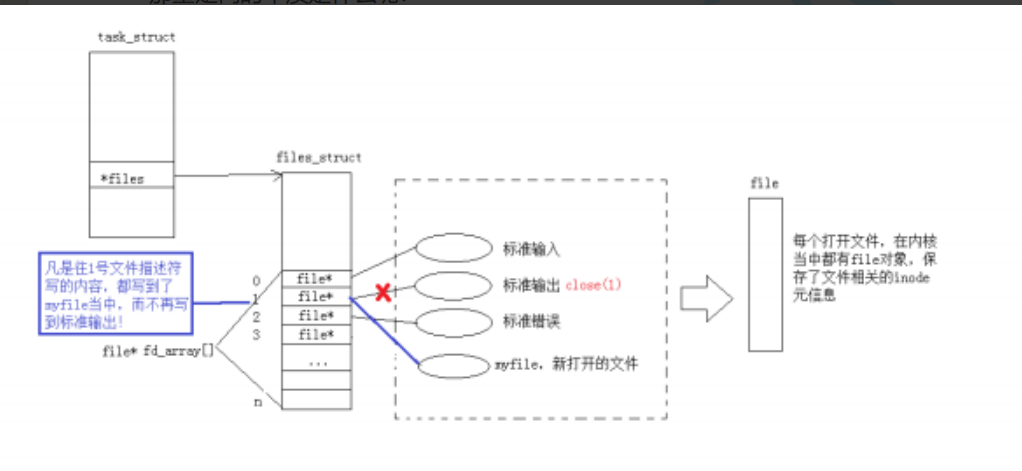 task_struct
files_struct
*files
file
凡是往1号文件描述符
写的内容，都写到了
myfile当中，而不再写
到标准输出！
file* fd_array[]
0
1
2
3
n
file*
file*
file*
file*
...
标准输入
标准输出 close(1)
标准错误
myfile，新打开的文件
每个打开文件，在内核
当中都有file对象，保
存了文件相关的inode
元信息